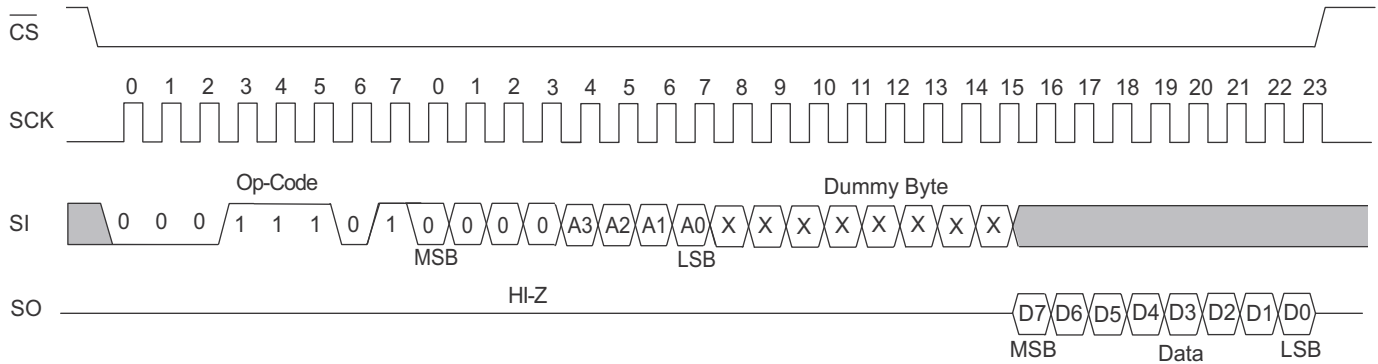 CS
0 1 2 3 4 5 6 7 0 1 2 3 4 5 6 7 8 9 10 11 12 13 14 15 16 17 18 19 20 21 22 23
SCK
Op-Code
Dummy Byte
SI 0 0 0 1 1 1 0 1 0 0 0 0 A3 A2 A1 A0 X X X X X X X X
MSB LSB
HI-Z
SO D7 D6 D5 D4 D3 D2 D1 D0
MSB Data LSB